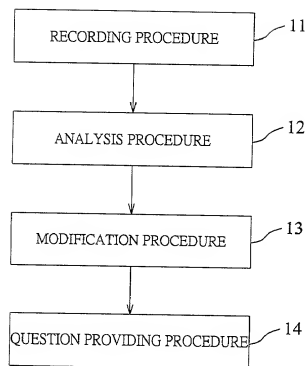 RECORDING PROCEDURE 11
ANALYSIS PROCEDURE 12
MODIFICATION PROCEDURE 13
QUESTION PROVIDING PROCEDURE 14